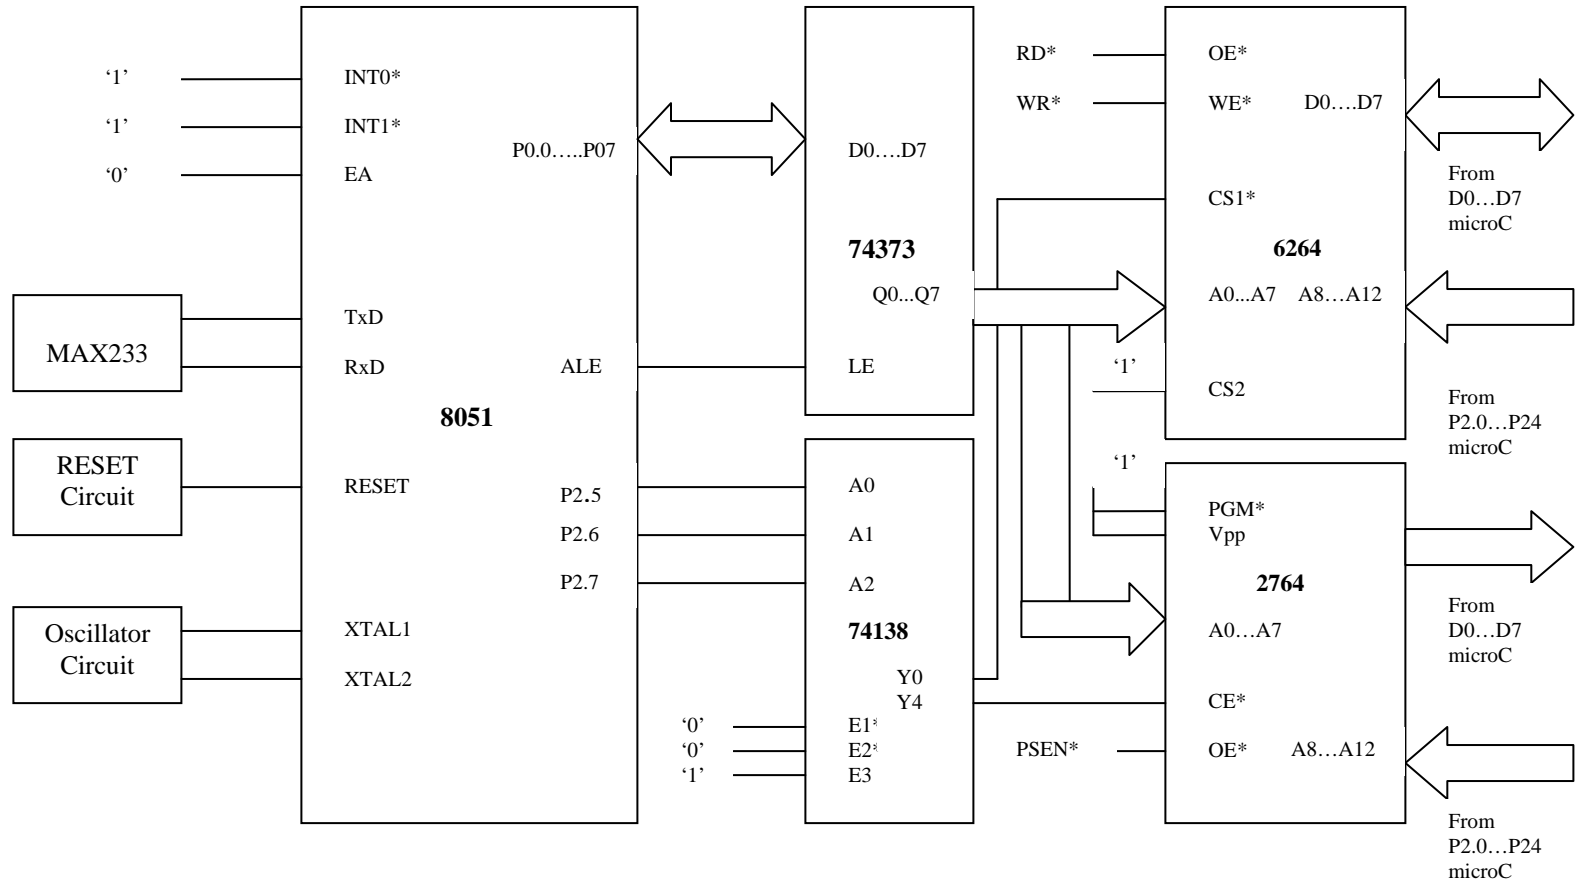 ‘1’
INT0*
‘1’
INT1*
‘0’
EA
P0.0…..P07
MAX233
TxD
RxD
ALE
8051
RESET
Circuit
RESET
P2.5
P2.6
P2.7
Oscillator
Circuit
XTAL1
XTAL2
D0….D7
74373
Q0...Q7
LE
A0
A1
A2
74138
Y0
Y4
‘0’
E1*
‘0’
E2*
‘1’
E3
RD*
OE*
WR*
WE*
D0….D7
CS1*
6264
A0...A7
A8…A12
‘1’
CS2
From
D0…D7
microC
From
P2.0…P24
microC
‘1’
PGM*
Vpp
2764
A0…A7
CE*
PSEN*
OE*
A8…A12
From
D0…D7
microC
From
P2.0…P24
microC